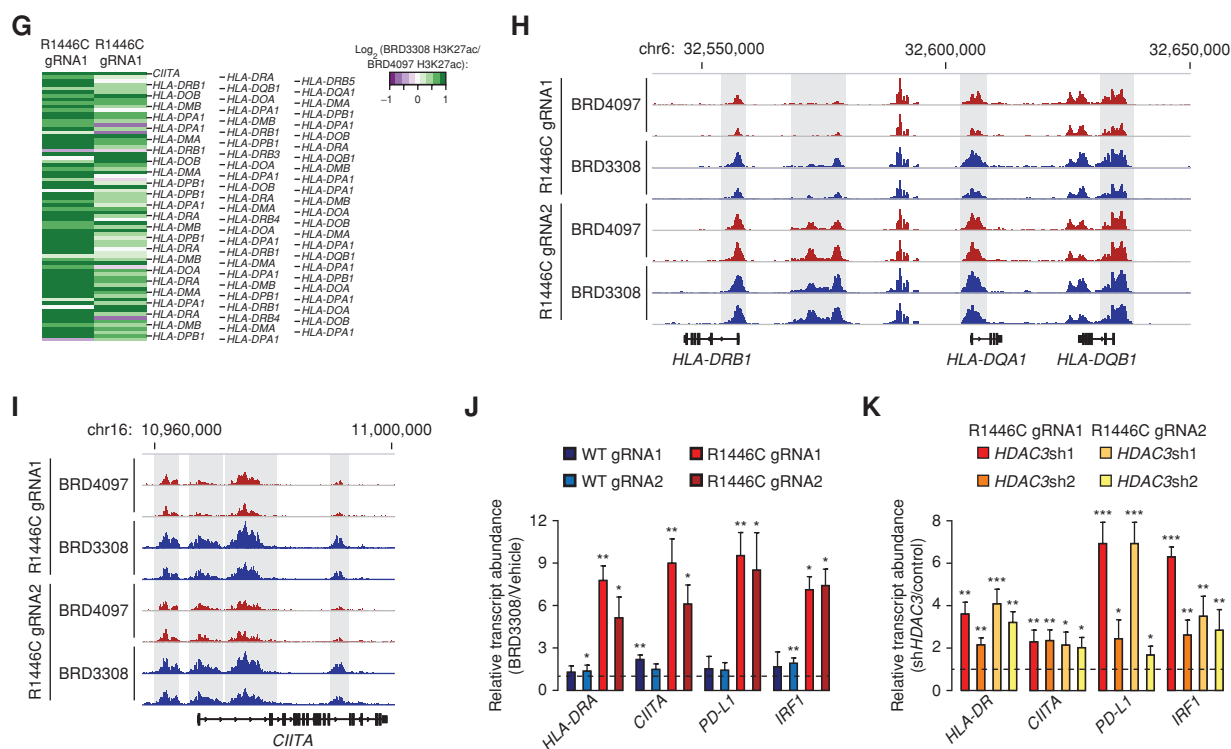 G
R1446C R1446C
gRNA1 gRNA1
Log2 (BRD3308 H3K27ac/
BRD4097 H3K27ac):
−1 0 1
CIITA
HLA-DRB1
HLA-DOB
HLA-DMB
HLA-DPA1
HLA-DPA1
HLA-DMA
HLA-DRB1
HLA-DOB
HLA-DMA
HLA-DPB1
HLA-DPB1
HLA-DPA1
HLA-DRA
HLA-DMB
HLA-DPB1
HLA-DRA
HLA-DMB
HLA-DOA
HLA-DRA
HLA-DMA
HLA-DPA1
HLA-DRA
HLA-DMB
HLA-DPB1
HLA-DRA
HLA-DQB1
HLA-DOA
HLA-DPA1
HLA-DMB
HLA-DRB1
HLA-DPB1
HLA-DRB3
HLA-DOA
HLA-DPA1
HLA-DOB
HLA-DRA
HLA-DMA
HLA-DRB4
HLA-DOA
HLA-DPA1
HLA-DRB1
HLA-DMA
HLA-DPA1
HLA-DMB
HLA-DPB1
HLA-DRB1
HLA-DRB4
HLA-DMA
HLA-DPA1
HLA-DRB5
HLA-DQA1
HLA-DMA
HLA-DPB1
HLA-DPA1
HLA-DOB
HLA-DRA
HLA-DQB1
HLA-DMB
HLA-DPA1
HLA-DMB
HLA-DOA
HLA-DOB
HLA-DMA
HLA-DPA1
HLA-DQB1
HLA-DPA1
HLA-DPB1
HLA-DOA
HLA-DPA1
HLA-DOA
HLA-DOB
HLA-DPA1
H
chr6: 32,550,000 32,600,000 32,650,000
R1446C gRNA1
BRD4097
BRD3308
R1446C gRNA2
BRD4097
BRD3308
HLA-DRB1 HLA-DQA1 HLA-DQB1
I
chr16: 10,960,000 11,000,000
R1446C gRNA1
BRD4097
BRD3308
R1446C gRNA2
BRD4097
BRD3308
CIITA
J
WT gRNA1 R1446C gRNA1
WT gRNA2 R1446C gRNA2
Relative transcript abundance
(BRD3308/Vehicle)
12
9
6
3
0
* ** *
** ** *
** *
** * *
HLA-DRA CIITA PD-L1 IRF1
K
R1446C gRNA1 R1446C gRNA2
HDAC3sh1 HDAC3sh1
HDAC3sh2 HDAC3sh2
Relative transcript abundance
(shHDAC3/control)
8
6
4
2
0
** ** *** **
** ** * *
*** * *** *
*** ** ** **
HLA-DR CIITA PD-L1 IRF1